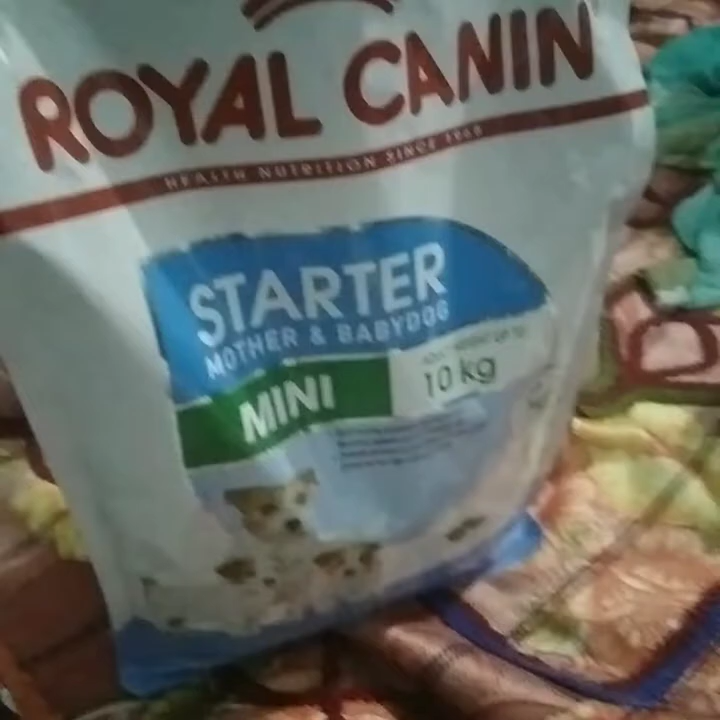 ROYAL CANIN
HEALTH NUTRITION SINCE 1968
STARTER
MOTHER & BABYDOG
MINI
10 kg